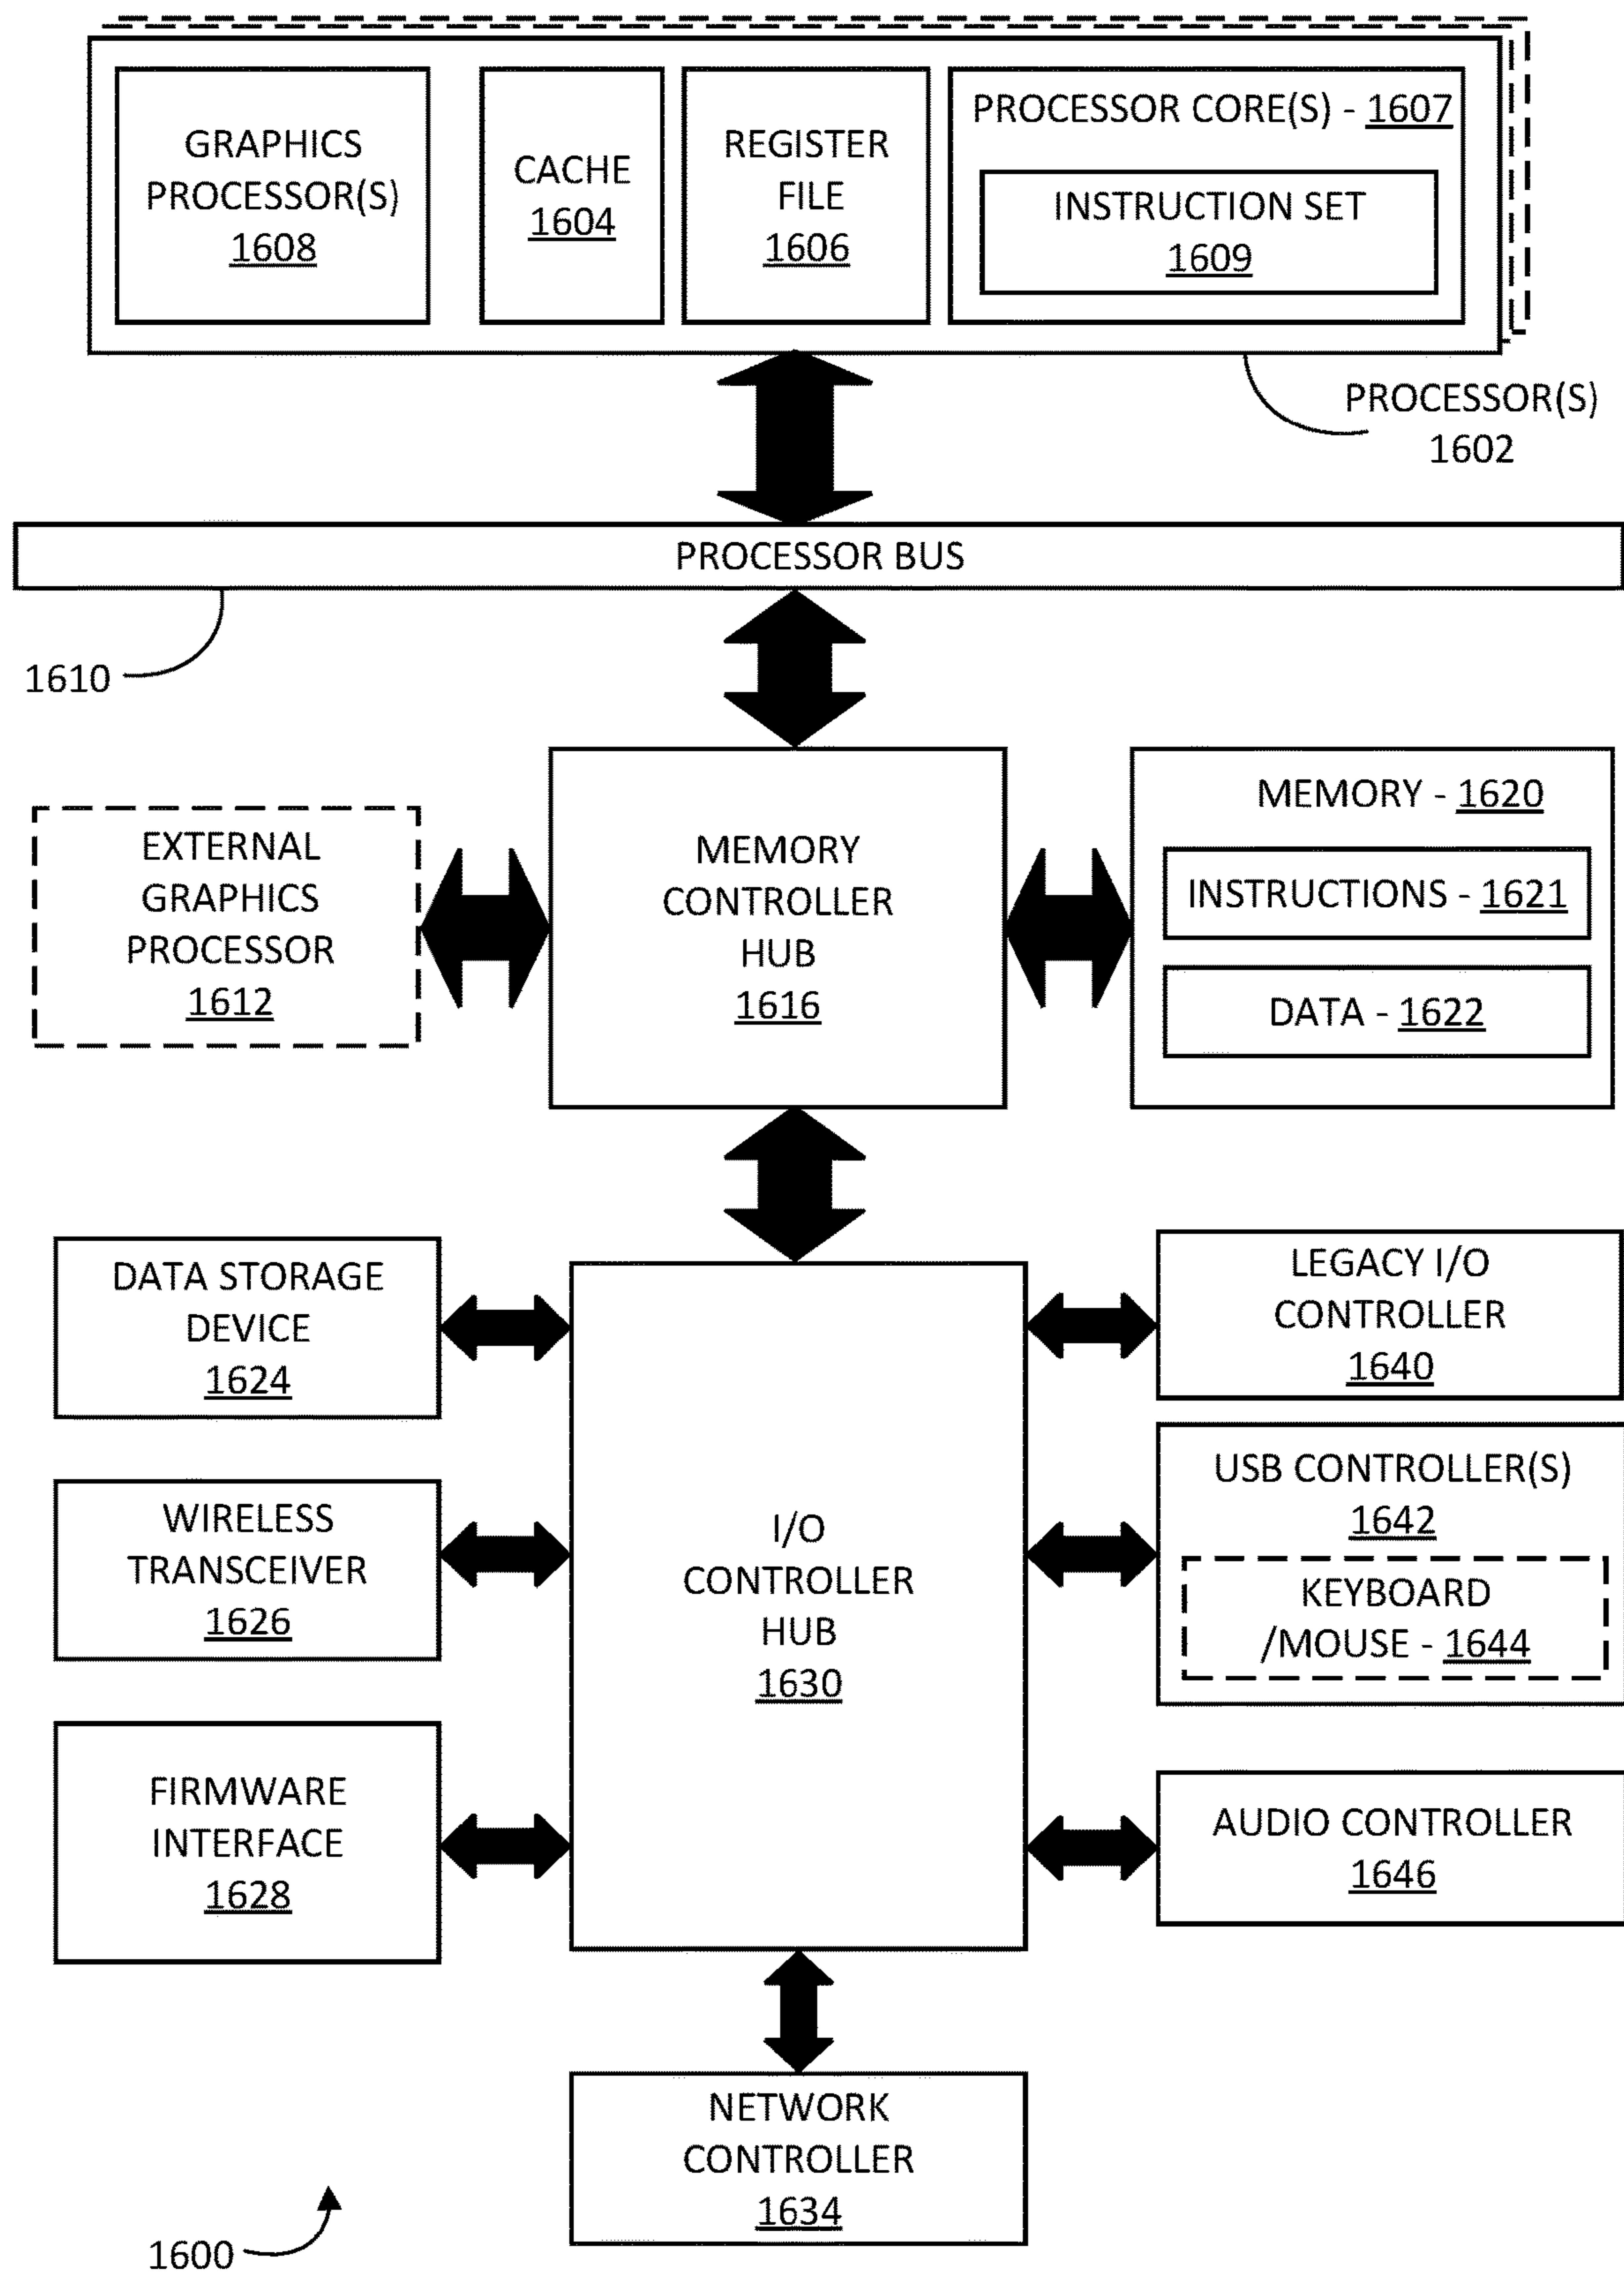 GRAPHICS
PROCESSOR(S)
1608
CACHE
1604
REGISTER
FILE
1606
PROCESSOR CORE(S) - 1607
INSTRUCTION SET
1609
PROCESSOR(S)
1602
PROCESSOR BUS
1610
EXTERNAL
GRAPHICS
PROCESSOR
1612
MEMORY
CONTROLLER
HUB
1616
MEMORY - 1620
INSTRUCTIONS - 1621
DATA - 1622
DATA STORAGE
DEVICE
1624
WIRELESS
TRANSCEIVER
1626
FIRMWARE
INTERFACE
1628
I/O
CONTROLLER
HUB
1630
LEGACY I/O
CONTROLLER
1640
USB CONTROLLER(S)
1642
KEYBOARD
/MOUSE - 1644
AUDIO CONTROLLER
1646
NETWORK
CONTROLLER
1634
1600